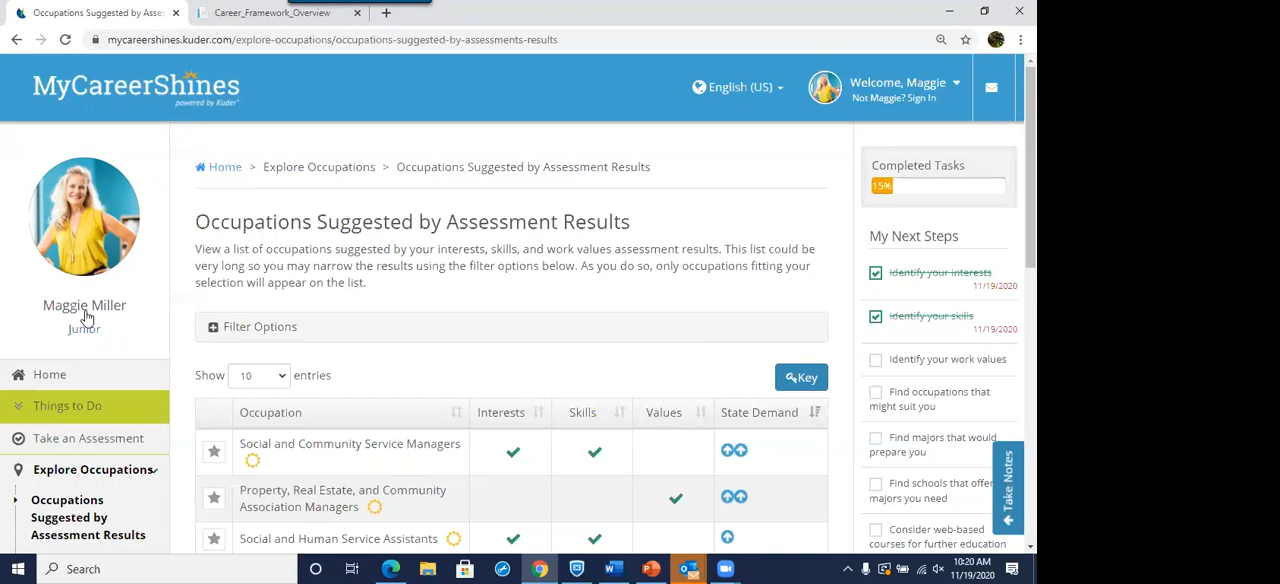 Occupations Suggested by Asse
Career_Framework_Overview
mycareershines.kuder.com/explore-occupations/occupations-suggested-by-assessments-results
MyCareerShines
powered by Kuder®
English (US)
Welcome, Maggie
Not Maggie? Sign In
Maggie Miller
Junior
Home
Things to Do
Take an Assessment
Explore Occupations
Occupations
Suggested by
Assessment Results
Home > Explore Occupations > Occupations Suggested by Assessment Results
Occupations Suggested by Assessment Results
View a list of occupations suggested by your interests, skills, and work values assessment results. This list could be
very long so you may narrow the results using the filter options below. As you do so, only occupations fitting your
selection will appear on the list.
Filter Options
Show 10 entries
Key
Occupation Interests Skills Values State Demand
Social and Community Service Managers
Property, Real Estate, and Community
Association Managers
Social and Human Service Assistants
Completed Tasks
15%
My Next Steps
Identify your interests
11/19/2020
Identify your skills
11/19/2020
Identify your work values
Find occupations that
might suit you
Find majors that would
prepare you
Find schools that offer
majors you need
Consider web-based
courses for further education
Take Notes
Search
10:20 AM
11/19/2020